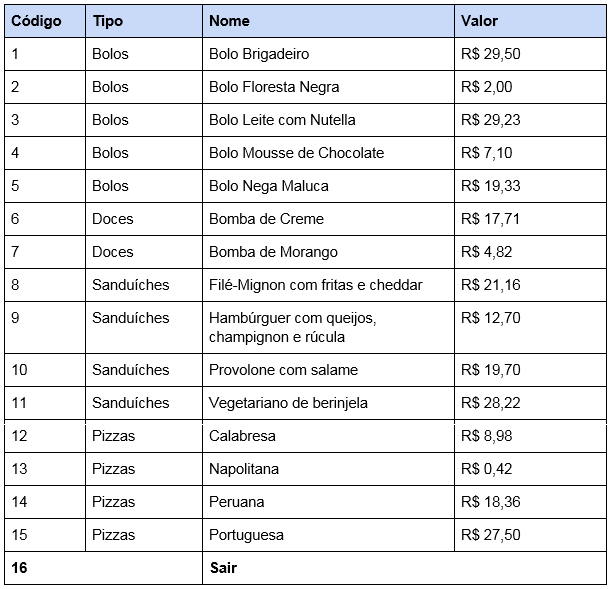 Código Tipo Nome Valor
1 Bolos Bolo Brigadeiro R$ 29,50
2 Bolos Bolo Floresta Negra R$ 2,00
3 Bolos Bolo Leite com Nutella R$ 29,23
4 Bolos Bolo Mousse de Chocolate R$ 7,10
5 Bolos Bolo Nega Maluca R$ 19,33
6 Doces Bomba de Creme R$ 17,71
7 Doces Bomba de Morango R$ 4,82
8 Sanduíches Filé-Mignon com fritas e cheddar R$ 21,16
9 Sanduíches Hambúrguer com queijos, R$ 12,70
champignon e rúcula
10 Sanduíches Provolone com salame R$ 19,70
11 Sanduíches Vegetariano de berinjela R$ 28,22
12 Pizzas Calabresa R$ 8,98
13 Pizzas Napolitana R$ 0,42
14 Pizzas Peruana R$ 18,36
15 Pizzas Portuguesa R$ 27,50
16 Sair